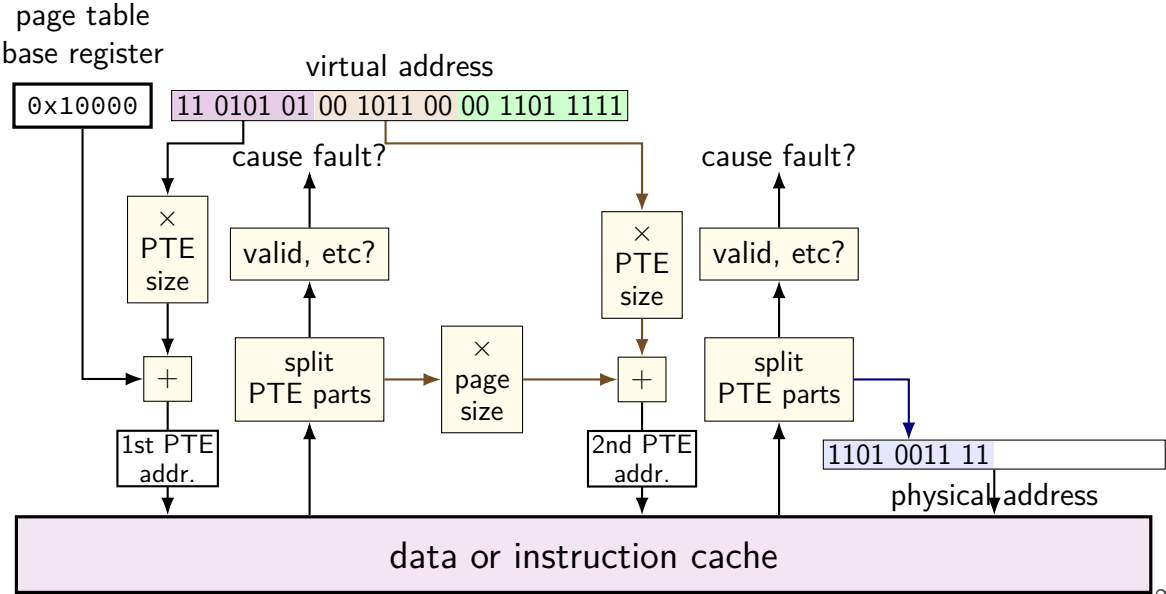 page table
base register
0x10000
virtual address
11 0101 01 00 1011 00 00 1101 1111
cause fault?
cause fault?
×
PTE
size
valid, etc?
×
PTE
size
valid, etc?
+
split
PTE parts
×
page
size
+
split
PTE parts
1st PTE
addr.
2nd PTE
addr.
1101 0011 11
physical address
data or instruction cache